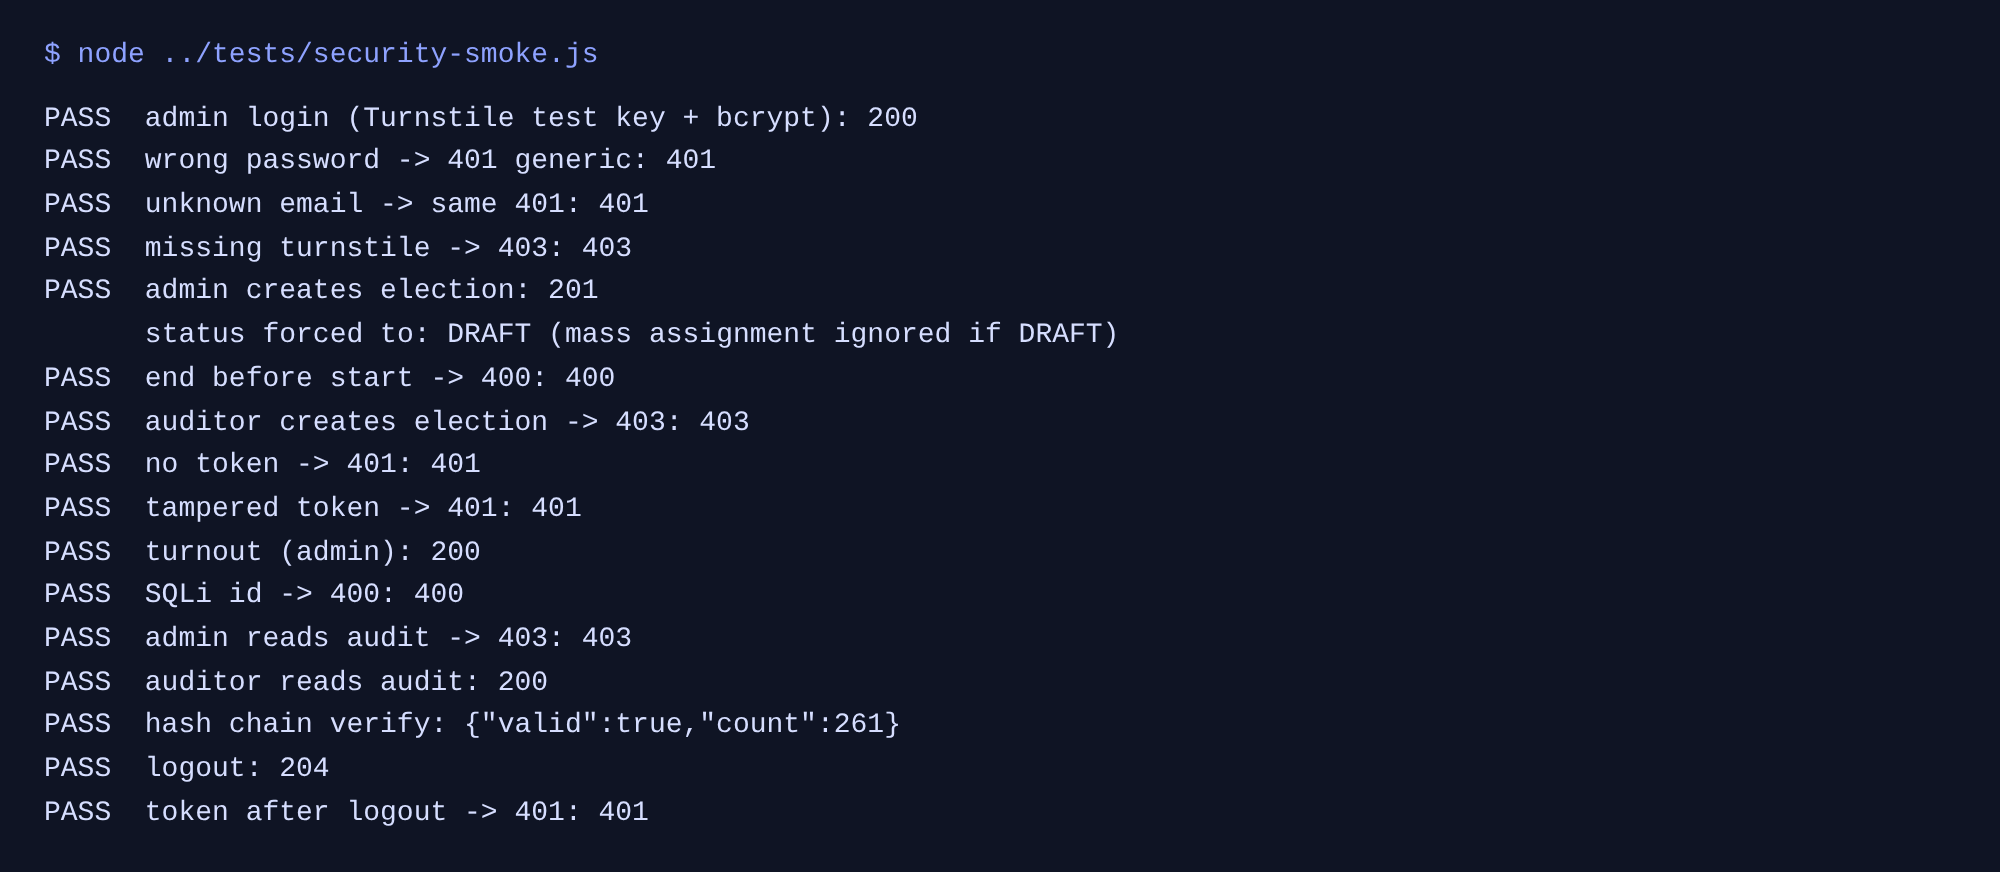 $ node ../tests/security-smoke.js
PASS  admin login (Turnstile test key + bcrypt): 200
PASS  wrong password -> 401 generic: 401
PASS  unknown email -> same 401: 401
PASS  missing turnstile -> 403: 403
PASS  admin creates election: 201
      status forced to: DRAFT (mass assignment ignored if DRAFT)
PASS  end before start -> 400: 400
PASS  auditor creates election -> 403: 403
PASS  no token -> 401: 401
PASS  tampered token -> 401: 401
PASS  turnout (admin): 200
PASS  SQLi id -> 400: 400
PASS  admin reads audit -> 403: 403
PASS  auditor reads audit: 200
PASS  hash chain verify: {"valid":true,"count":261}
PASS  logout: 204
PASS  token after logout -> 401: 401